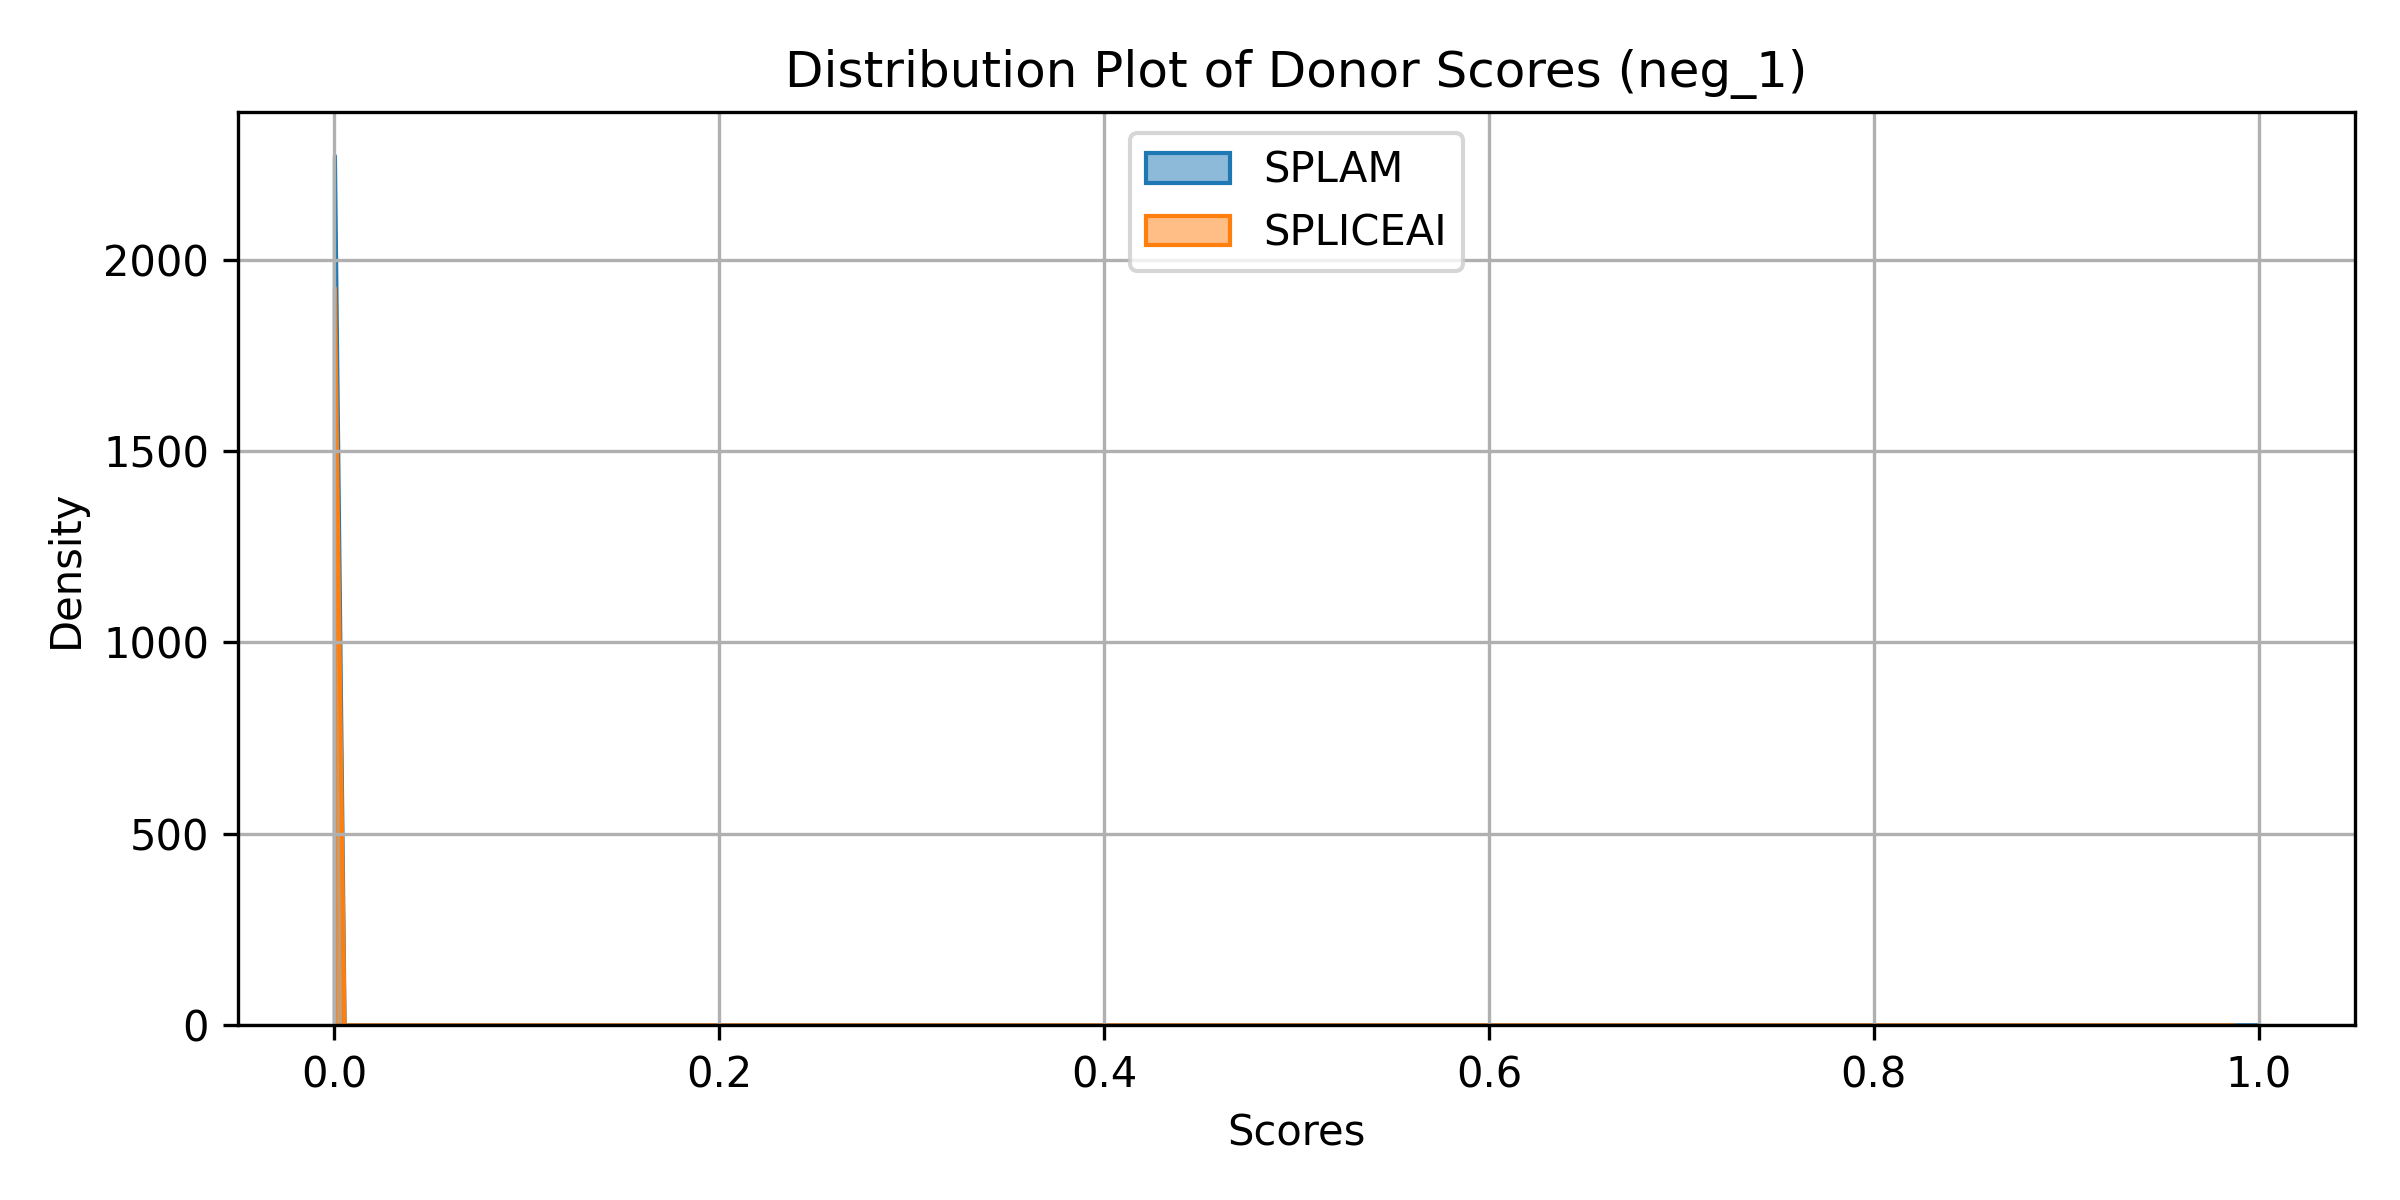 Distribution Plot of Donor Scores (neg_1)
SPLAM
SPLICEAI
Density
2000
1500
1000
500
0
0.0 0.2 0.4 0.6 0.8 1.0
Scores